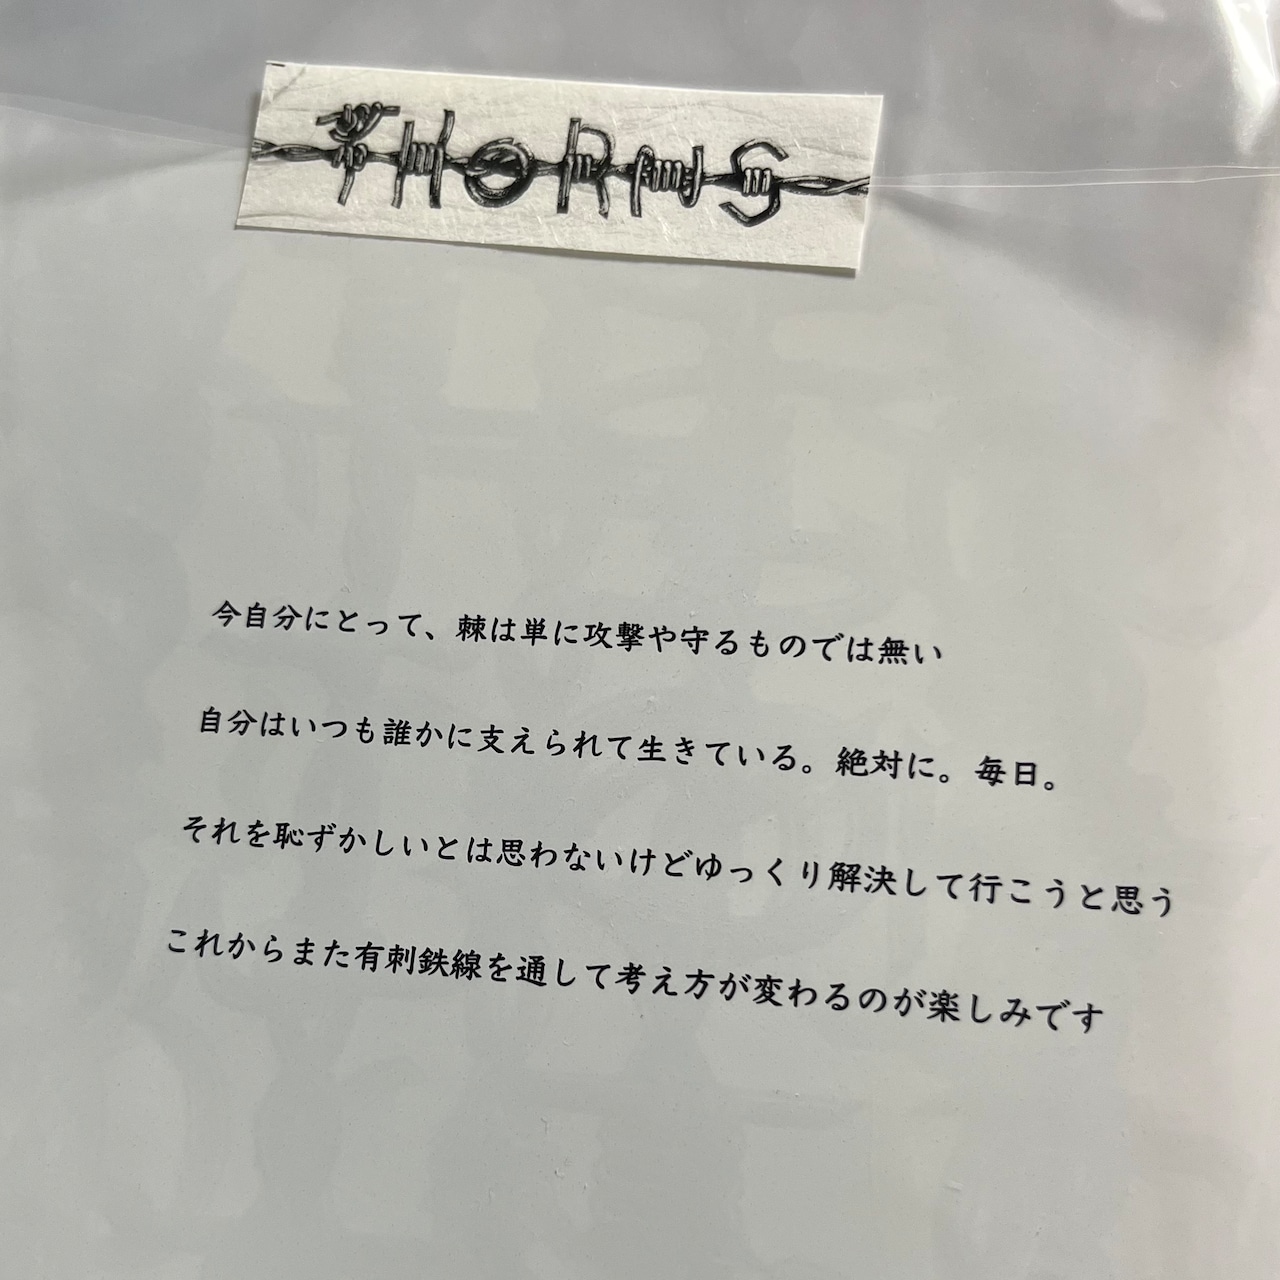 今自分にとって、棘は単に攻撃や守るものでは無い
自分はいつも誰かに支えられて生きている。絶対に。毎日。
それを恥ずかしいとは思わないけどゆっくり解決して行こうと思う
これからまた有刺鉄線を通して考え方が変わるのが楽しみです